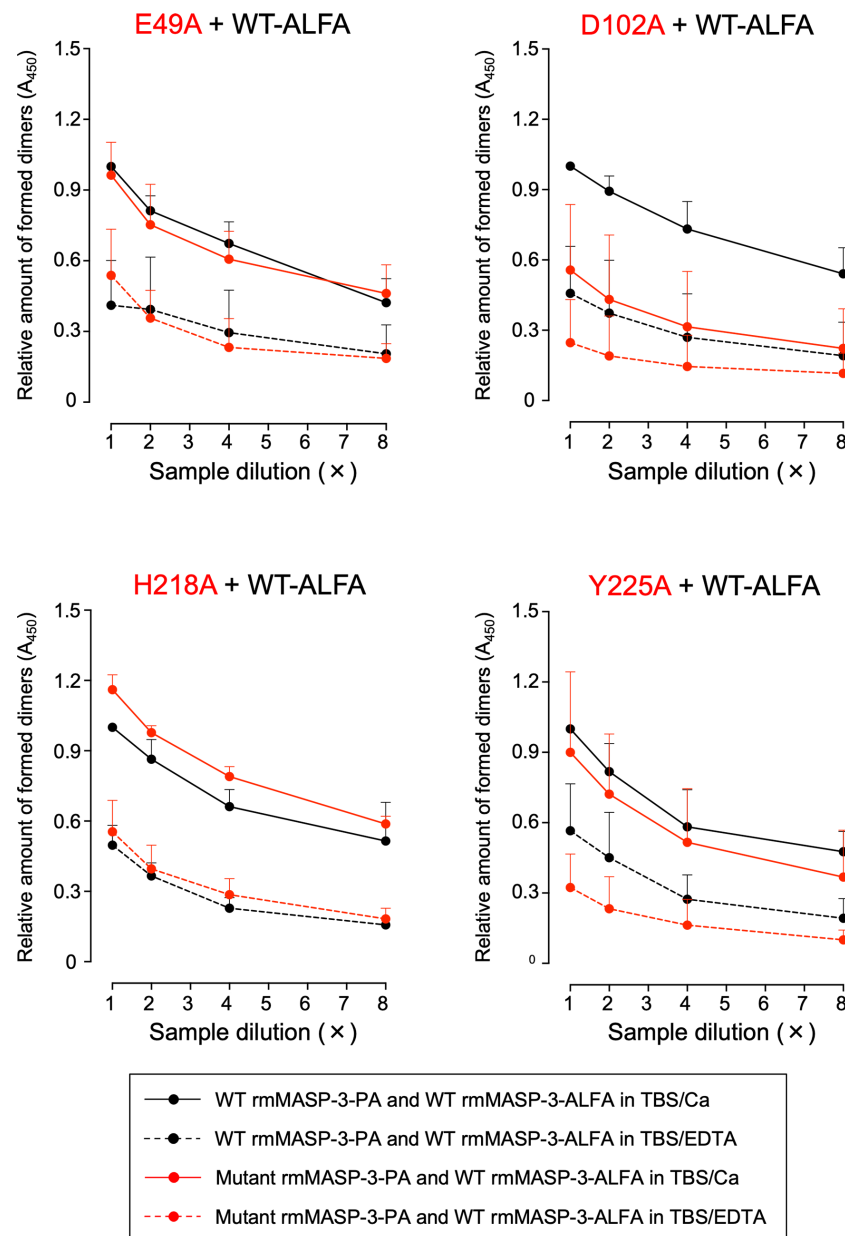 E49A + WT-ALFA
Relative amount of formed dimers (A450)
1.5
1.2
0.9
0.6
0.3
0
1 2 3 4 5 6 7 8
Sample dilution (×)
D102A + WT-ALFA
Relative amount of formed dimers (A450)
1.5
1.2
0.9
0.6
0.3
0
1 2 3 4 5 6 7 8
Sample dilution (×)
H218A + WT-ALFA
Relative amount of formed dimers (A450)
1.5
1.2
0.9
0.6
0.3
0
1 2 3 4 5 6 7 8
Sample dilution (×)
Y225A + WT-ALFA
Relative amount of formed dimers (A450)
1.5
1.2
0.9
0.6
0.3
0
1 2 3 4 5 6 7 8
Sample dilution (×)
WT rmMASP-3-PA and WT rmMASP-3-ALFA in TBS/Ca
WT rmMASP-3-PA and WT rmMASP-3-ALFA in TBS/EDTA
Mutant rmMASP-3-PA and WT rmMASP-3-ALFA in TBS/Ca
Mutant rmMASP-3-PA and WT rmMASP-3-ALFA in TBS/EDTA